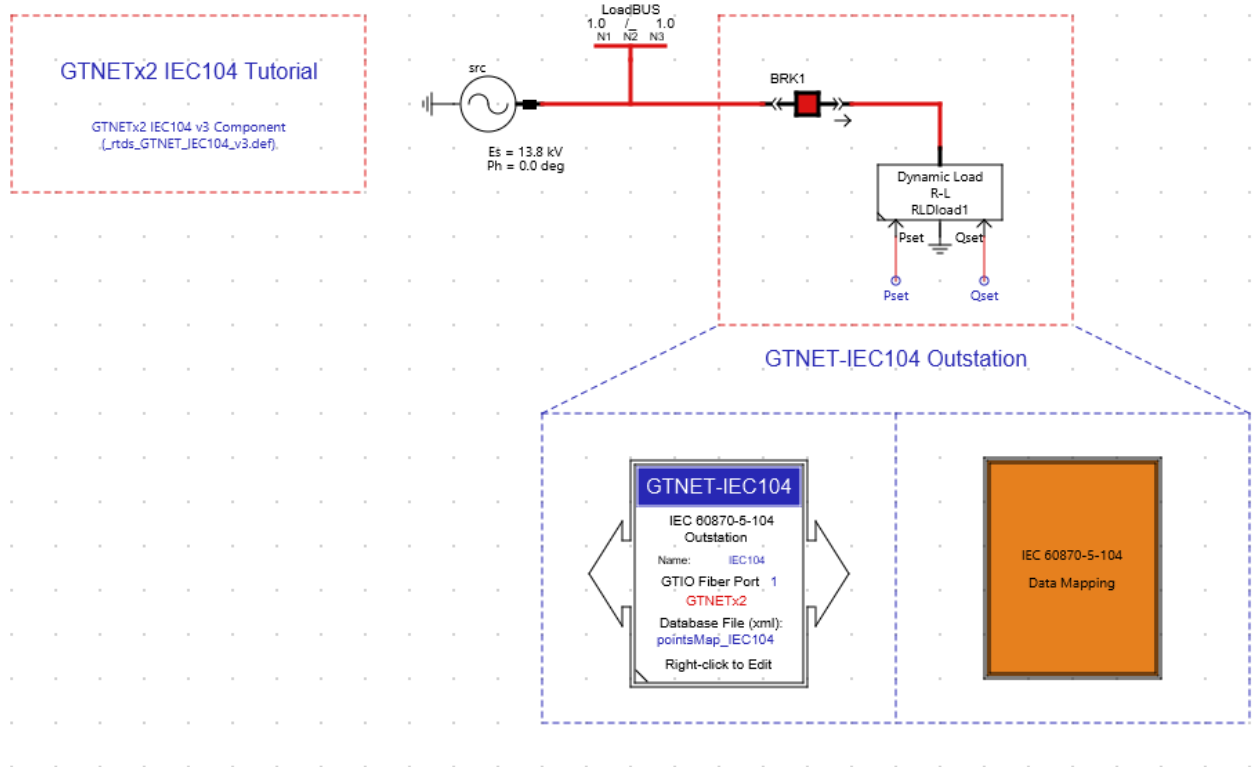 GTNETx2 IEC104 Tutorial
GTNETx2 IEC104 v3 Component
(_rtds_GTNET_IEC104_v3.def)
LoadBUS
1.0 /_ 1.0
N1 N2 N3
src
Es = 13.8 kV
Ph = 0.0 deg
BRK1
Dynamic Load
R-L
RLDload1
Pset Qset
Pset Qset
GTNET-IEC104 Outstation
GTNET-IEC104
IEC 60870-5-104
Outstation
Name: IEC104
GTIO Fiber Port 1
GTNETx2
Database File (xml):
pointsMap_IEC104
Right-click to Edit
IEC 60870-5-104
Data Mapping